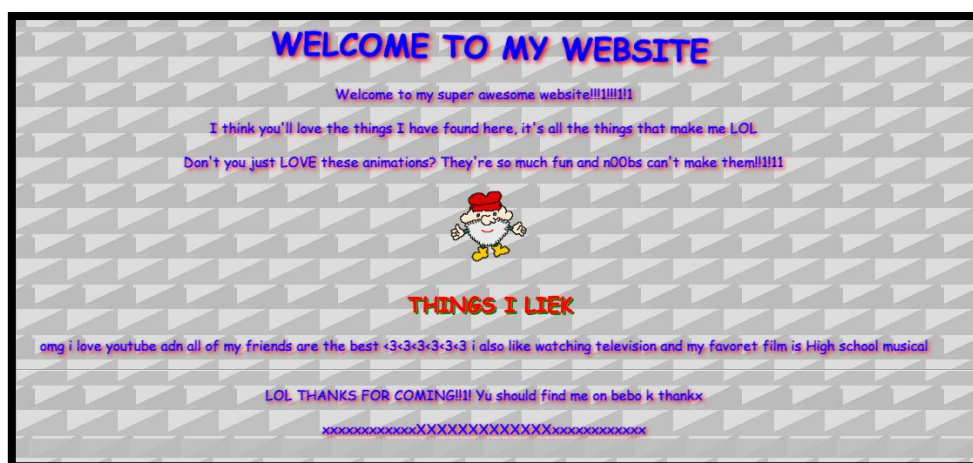 WELCOME TO MY WEBSITE
Welcome to my super awesome website!!!1!!!1!1
I think you'll love the things I have found here, it's all the things that make me LOL
Don't you just LOVE these animations? They're so much fun and n00bs can't make them!!1!11
THINGS I LIEK
omg i love youtube adn all of my friends are the best <3<3<3<3<3<3 i also like watching television and my favoret film is High school musical
LOL THANKS FOR COMING!!1! Yu should find me on bebo k thankx
xxxxxxxxxxxxXXXXXXXXXXXXXxxxxxxxxxxxx